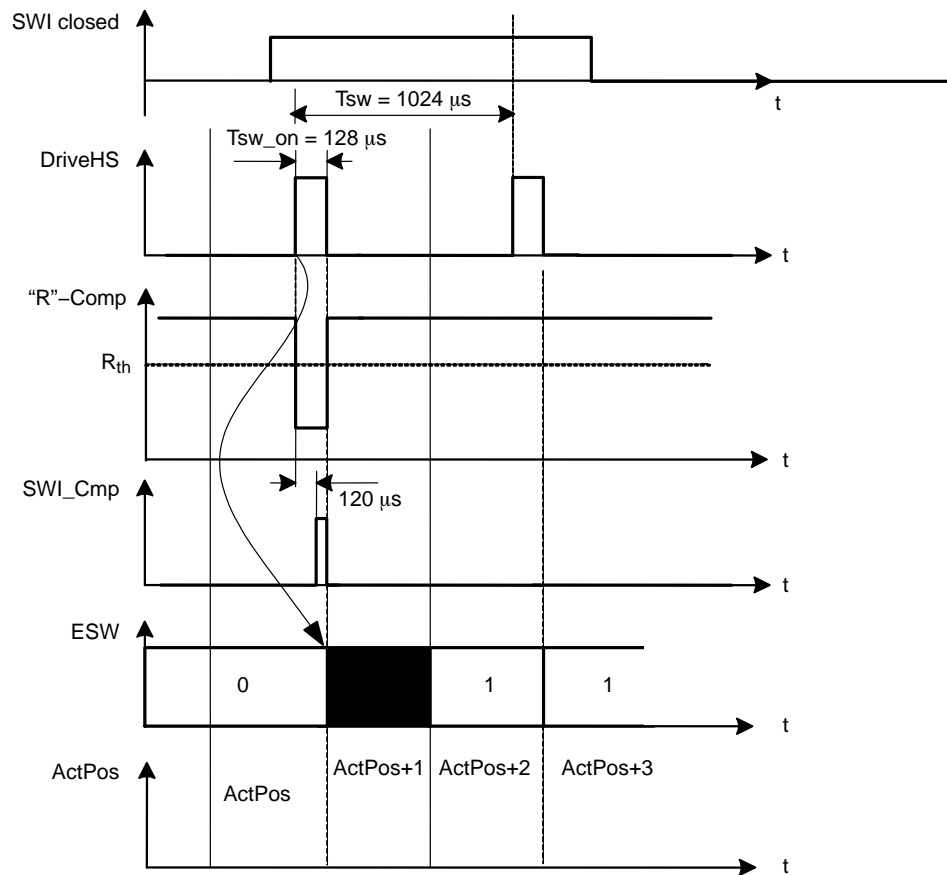 SWI closed
t
Tsw = 1024 μs
Tsw_on = 128 μs
DriveHS
t
“R”−Comp
Rth
t
SWI_Cmp
120 μs
t
ESW
0
1
1
t
ActPos
ActPos
ActPos+1
ActPos+2
ActPos+3
t